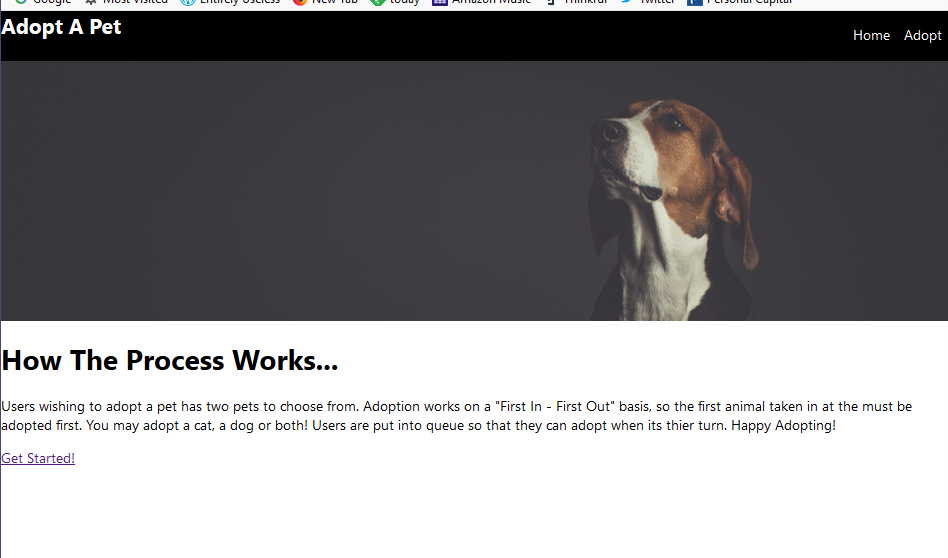 Google Most Visited Entirely Useless New Tab today Amazon Music Thinkful Twitter Personal Capital
Adopt A Pet
Home Adopt
How The Process Works...
Users wishing to adopt a pet has two pets to choose from. Adoption works on a "First In - First Out" basis, so the first animal taken in at the must be
adopted first. You may adopt a cat, a dog or both! Users are put into queue so that they can adopt when its thier turn. Happy Adopting!
Get Started!